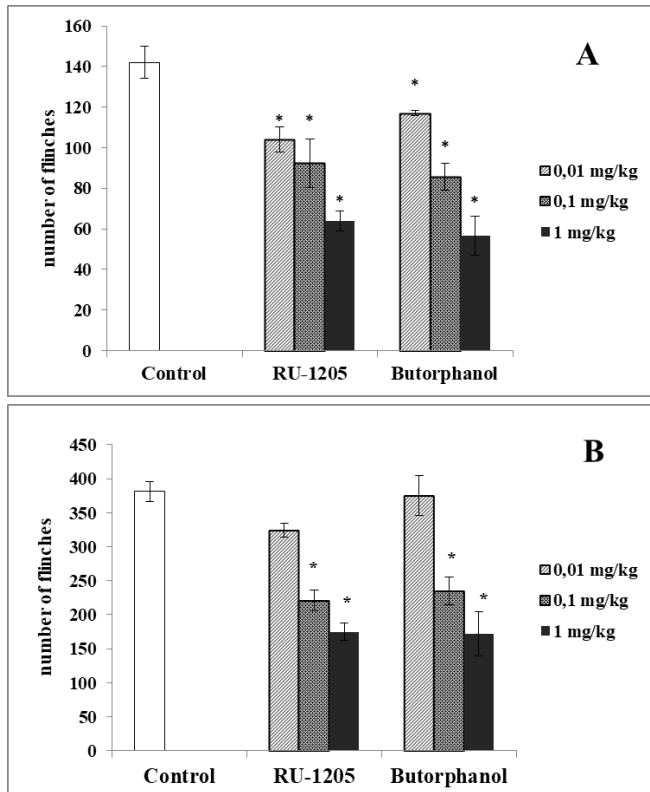 A
number of flinches
160
140
120
100
80
60
40
20
0
* * * * * *
0,01 mg/kg
0,1 mg/kg
1 mg/kg
Control RU-1205 Butorphanol
B
number of flinches
450
400
350
300
250
200
150
100
50
0
* * * *
0,01 mg/kg
0,1 mg/kg
1 mg/kg
Control RU-1205 Butorphanol